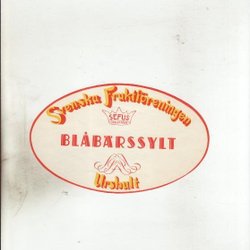 Svenska Fruktföreningen
SEFUS
BLÅBÄRSSYLT
Urshult